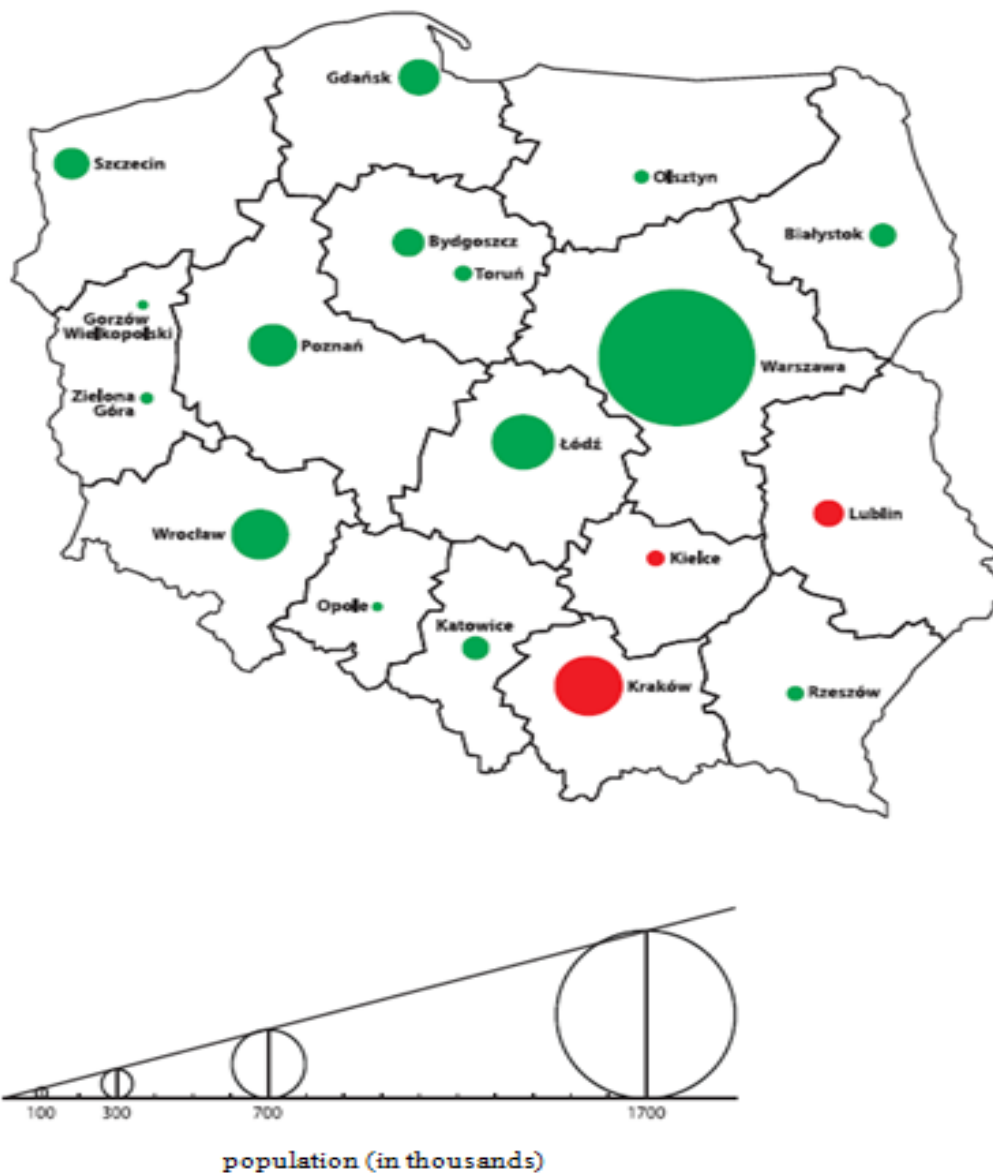 Gdańsk
Szczecin
Olsztyn
Bydgoszcz
Białystok
Toruń
Gorzów
Wielkopolski
Poznań
Warszawa
Zielona
Góra
Łódź
Lublin
Wrocław
Kielce
Opole
Katowice
Kraków
Rzeszów
100 300 700 1700
population (in thousands)